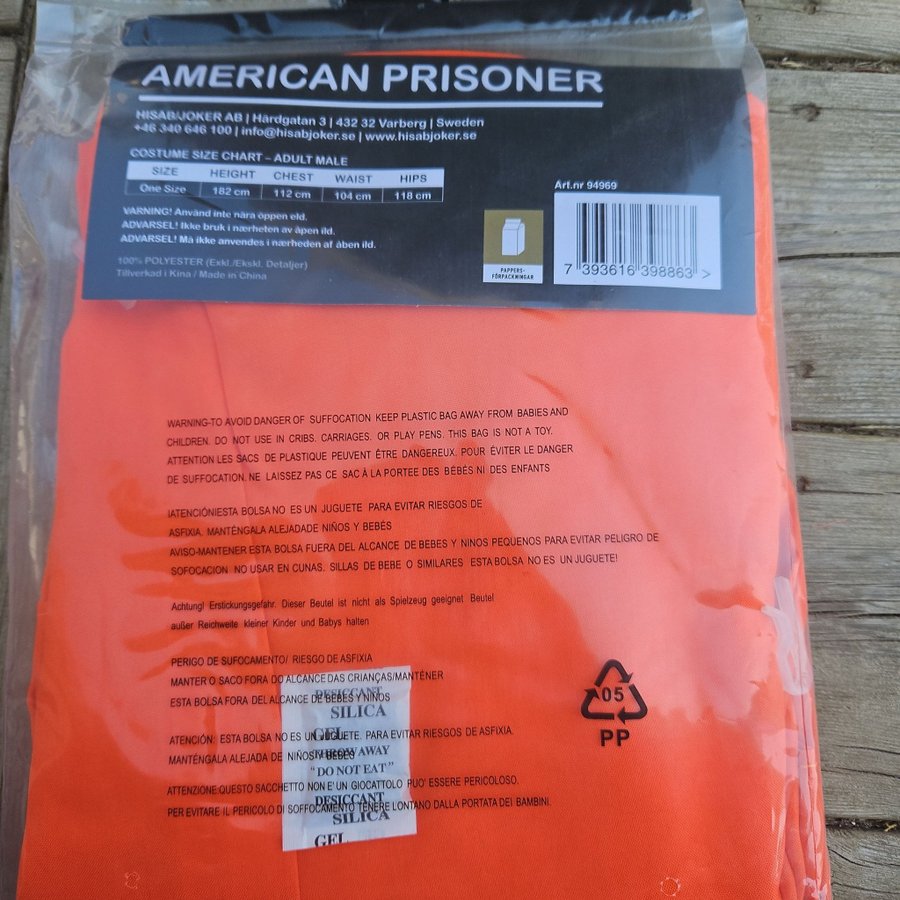 AMERICAN PRISONER
HISAB/JOKER AB | Hårdgatan 3 | 432 32 Varberg | Sweden
+46 340 646 100 | info@hisabjoker.se | www.hisabjoker.se
COSTUME SIZE CHART – ADULT MALE
SIZE HEIGHT CHEST WAIST HIPS
One Size 182 cm 112 cm 104 cm 118 cm
VARNING! Använd inte nära öppen eld.
ADVARSEL! Ikke bruk i nærheten av åpen ild.
ADVARSEL! Må ikke anvendes i nærheden af åben ild.
100% POLYESTER (Exkl./Ekskl. Detaljer)
Tillverkad i Kina / Made in China
PAPPERS-
FÖRPACKNINGAR
Art.nr 94969
7 393616 398863 >
WARNING-TO AVOID DANGER OF SUFFOCATION KEEP PLASTIC BAG AWAY FROM BABIES AND
CHILDREN. DO NOT USE IN CRIBS. CARRIAGES. OR PLAY PENS. THIS BAG IS NOT A TOY.
ATTENTION LES SACS DE PLASTIQUE PEUVENT ÊTRE DANGEREUX. POUR ÉVITER LE DANGER
DE SUFFOCATION. NE LAISSEZ PAS CE SAC À LA PORTEE DES BÉBÉS NI DES ENFANTS
IATENCIÓNIESTA BOLSA NO ES UN JUGUETE PARA EVITAR RIESGOS DE
ASFIXIA. MANTÉNGALA ALEJADADE NIÑOS Y BEBÉS
AVISO-MANTENER ESTA BOLSA FUERA DEL ALCANCE DE BEBES Y NINOS PEQUENOS PARA EVITAR PELIGRO DE
SOFOCACION NO USAR EN CUNAS. SILLAS DE BEBE O SIMILARES ESTA BOLSA NO ES UN JUGUETE!
Achtung! Erstickungsgefahr. Dieser Beutel ist nicht als Spielzeug geeignet Beutel
außer Reichweite kleiner Kinder und Babys halten
PERIGO DE SUFOCAMENTO/ RIESGO DE ASFIXIA
MANTER O SACO FORA DO ALCANCE DAS CRIANÇAS/MANTÉNER
ESTA BOLSA FORA DEL ALCANCE DE BEBES Y NIÑOS
ATENCIÓN: ESTA BOLSA NO ES UN JUGUETE. PARA EVITAR RIESGOS DE ASFIXIA.
MANTÉNGALA ALEJADA DE NIÑOS Y BEBÉS
ATTENZIONE:QUESTO SACCHETTO NON E' UN GIOCATTOLO PUO' ESSERE PERICOLOSO.
PER EVITARE IL PERICOLO DI SOFFOCAMENTO TENERE LONTANO DALLA PORTATA DEI BAMBINI.
DESICCANT
SILICA
GEL
THROW AWAY
"DO NOT EAT"
DESICCANT
SILICA
GEL
05
PP